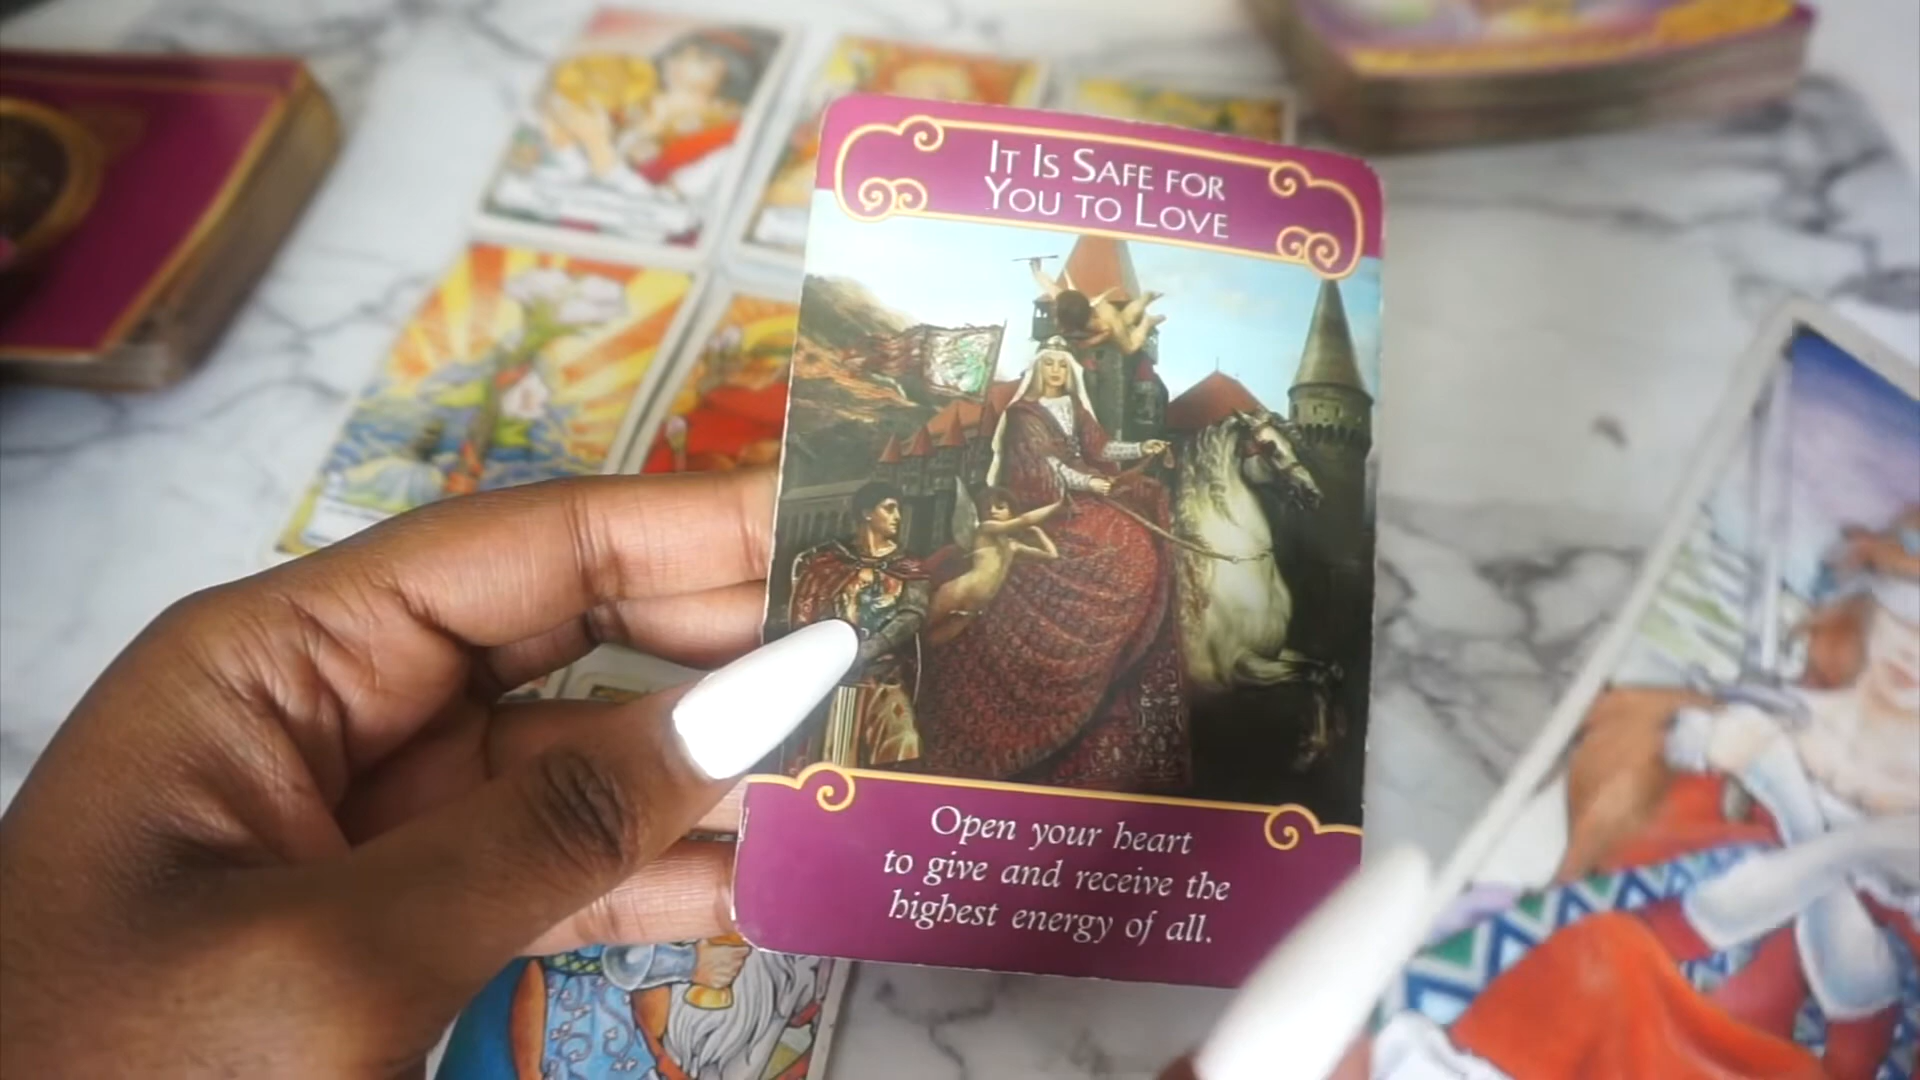 IT IS SAFE FOR
YOU TO LOVE
Open your heart
to give and receive the
highest energy of all.